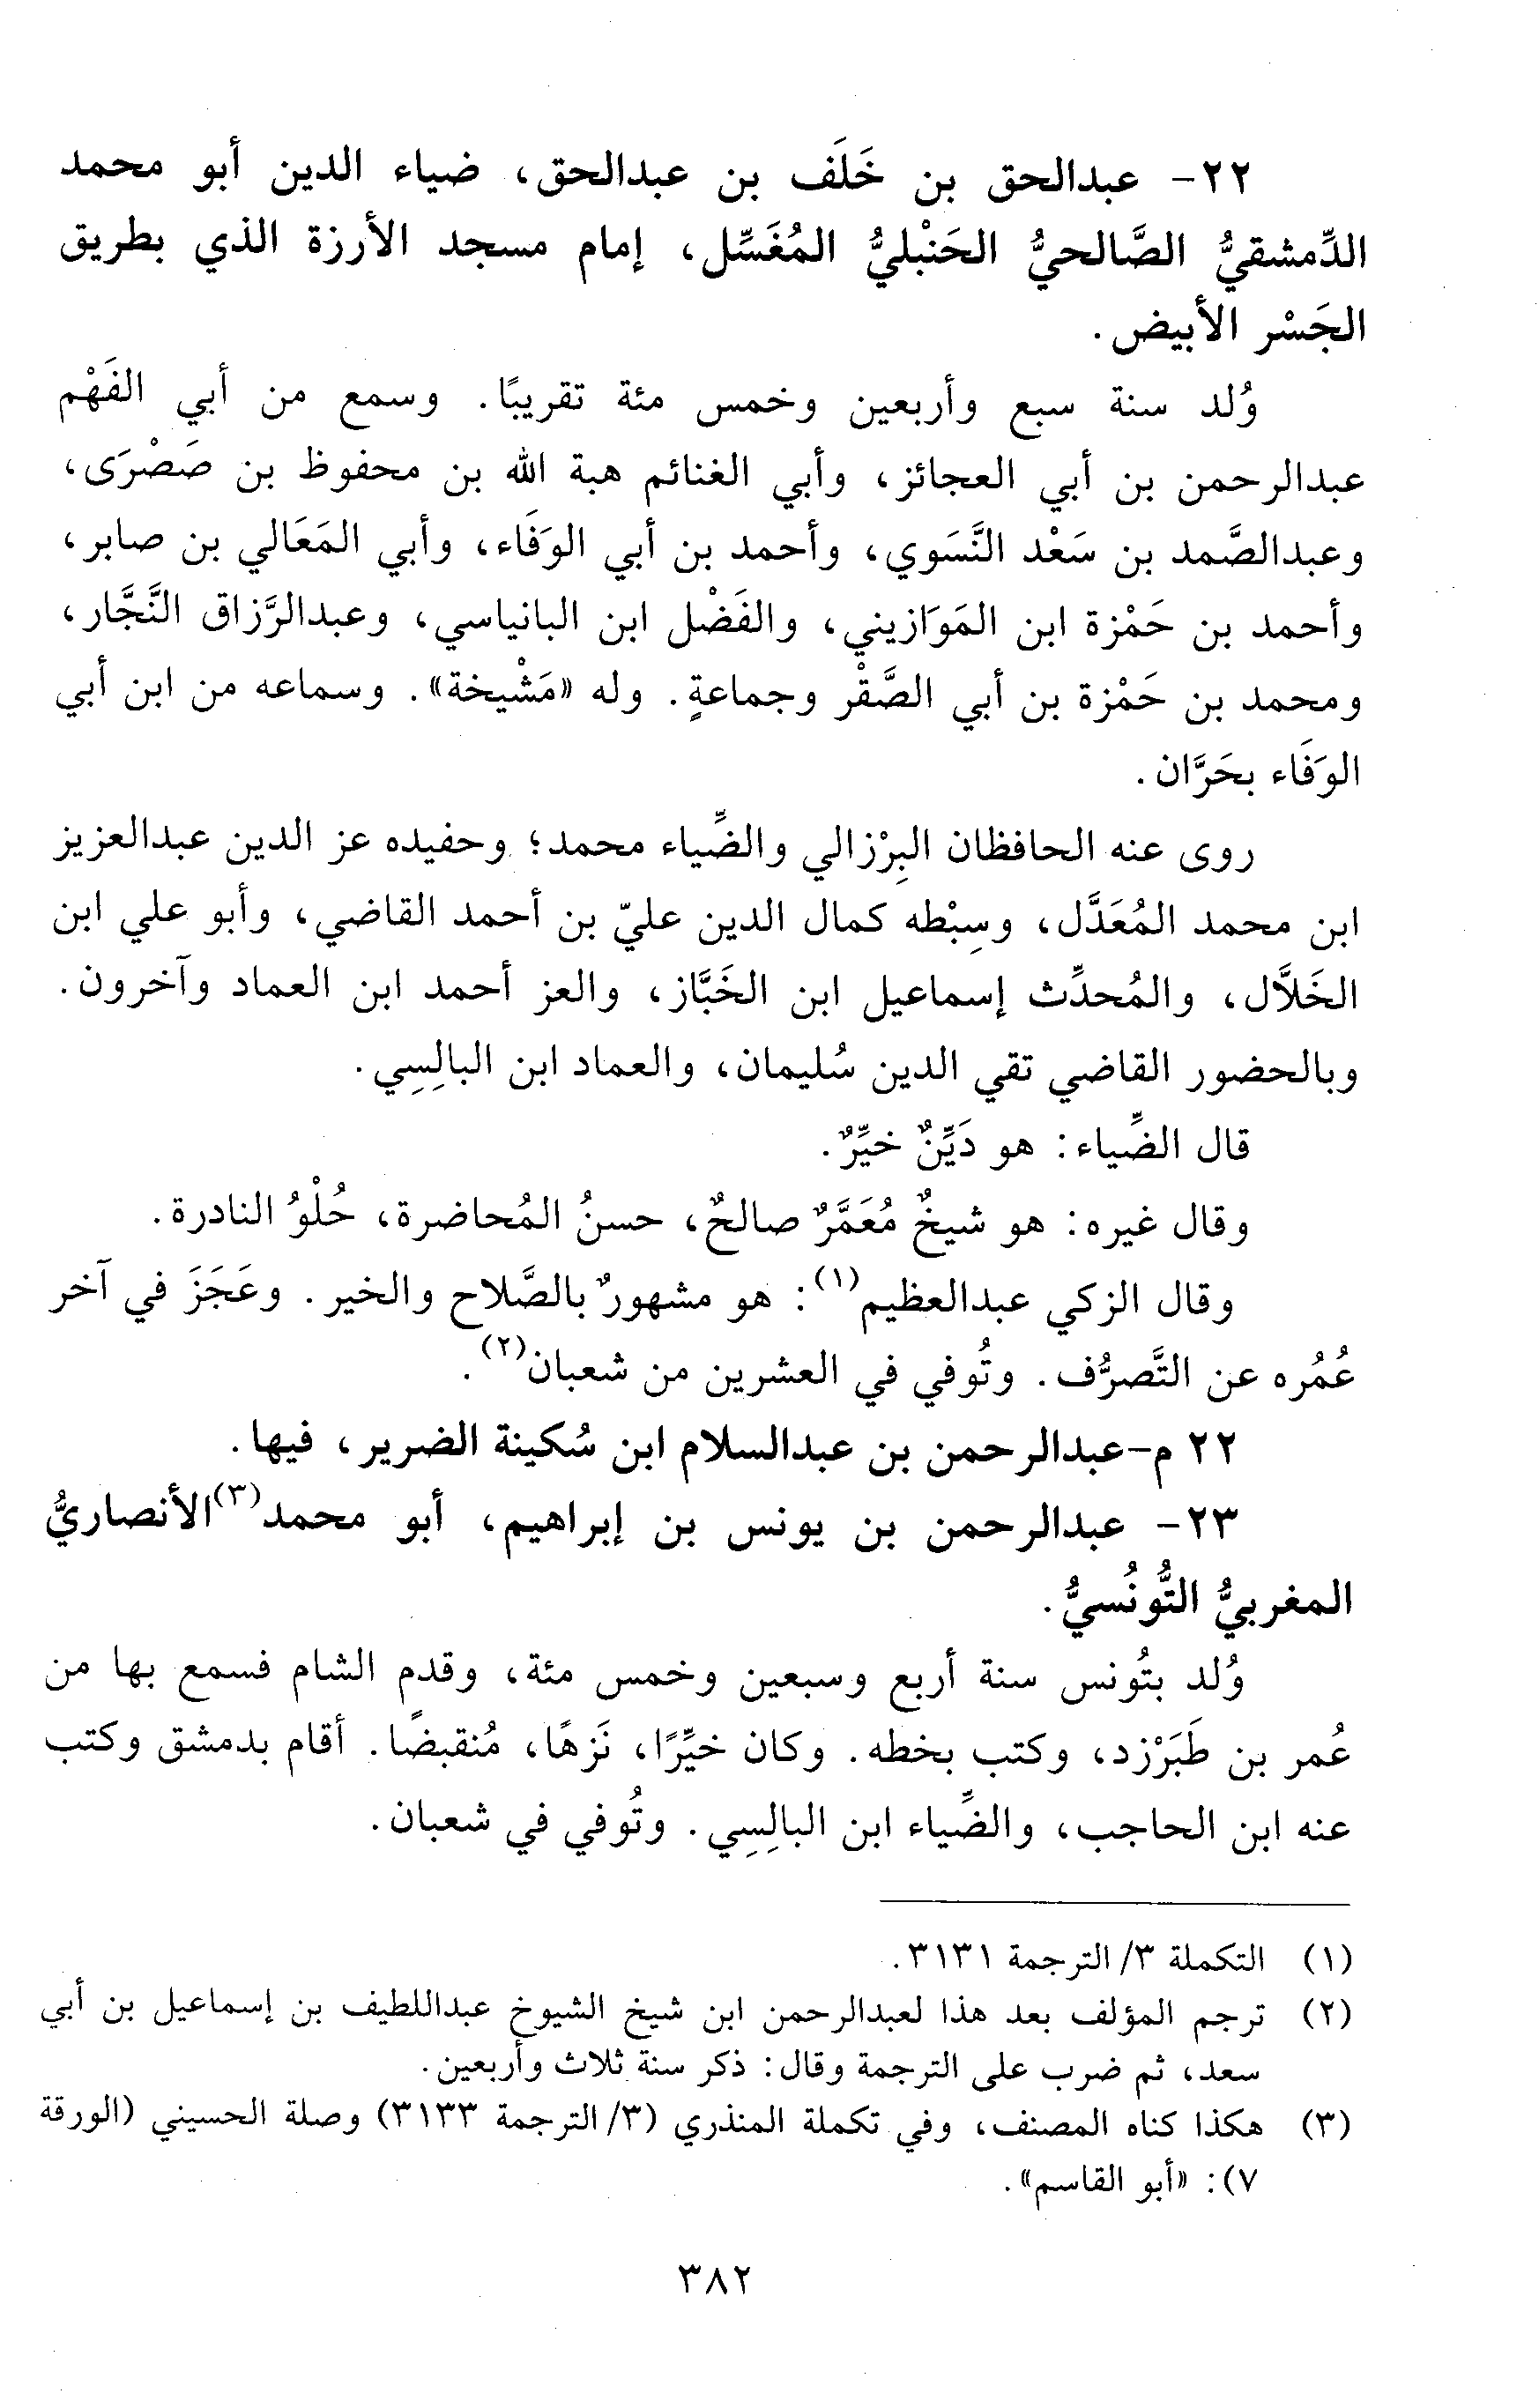 ٢٢- عبدالحق بن خَلَف بن عبدالحق، ضياء الدين أبو محمد
الدِّمشقيُّ الصَّالحيُّ الحَنْبليُّ المُغَسِّل، إمام مسجد الأرزة الذي بطريق
الجَسْر الأبيض.
وُلد سنة سبع وأربعين وخمس مئة تقريبًا. وسمع من أبي الفَهْم
عبدالرحمن بن أبي العجائز، وأبي الغنائم هبة الله بن محفوظ بن صَصْرَى،
وعبدالصَّمد بن سَعْد النَّسَوي، وأحمد بن أبي الوَفَاء، وأبي المَعَالي بن صابر،
وأحمد بن حَمْزة ابن المَوَازيني، والفَضْل ابن البانياسي، وعبدالرَّزاق النَّجَّار،
ومحمد بن حَمْزة بن أبي الصَّقْر وجماعةٍ. وله «مَشْيخة». وسماعه من ابن أبي
الوَفَاء بحَرَّان.
روى عنه الحافظان البِرْزالي والضِّياء محمد؛ وحفيده عز الدين عبدالعزيز
ابن محمد المُعَدَّل، وسِبْطه كمال الدين عليّ بن أحمد القاضي، وأبو علي ابن
الخَلاَّل، والمُحدِّث إسماعيل ابن الخَبَّاز، والعز أحمد ابن العماد وآخرون.
وبالحضور القاضي تقي الدين سُليمان، والعماد ابن البالِسِي.
قال الضِّياء: هو دَيِّنٌ خيِّرٌ.
وقال غيره: هو شيخٌ مُعَمَّرٌ صالحٌ، حسنُ المُحاضرة، حُلْوُ النادرة.
وقال الزكي عبدالعظيم(١): هو مشهورٌ بالصَّلاح والخير. وعَجَزَ في آخر
عُمُره عن التَّصرُّف. وتُوفي في العشرين من شعبان(٢).
٢٢ م-عبدالرحمن بن عبدالسلام ابن سُكينة الضرير، فيها.
٢٣- عبدالرحمن بن يونس بن إبراهيم، أبو محمد(٣) الأنصاريُّ
المغربيُّ التُّونُسيُّ.
وُلد بتُونس سنة أربع وسبعين وخمس مئة، وقدم الشام فسمع بها من
عُمر بن طَبَرْزد، وكتب بخطه. وكان خيِّرًا، نَزهًا، مُنقبضًا. أقام بدمشق وكتب
عنه ابن الحاجب، والضِّياء ابن البالِسِي. وتُوفي في شعبان.
(١) التكملة ٣/ الترجمة ٣١٣١.
(٢) ترجم المؤلف بعد هذا لعبدالرحمن ابن شيخ الشيوخ عبداللطيف بن إسماعيل بن أبي
سعد، ثم ضرب على الترجمة وقال: ذكر سنة ثلاث وأربعين.
(٣) هكذا كناه المصنف، وفي تكملة المنذري (٣/ الترجمة ٣١٣٣) وصلة الحسيني (الورقة
٧): «أبو القاسم».
٣٨٢